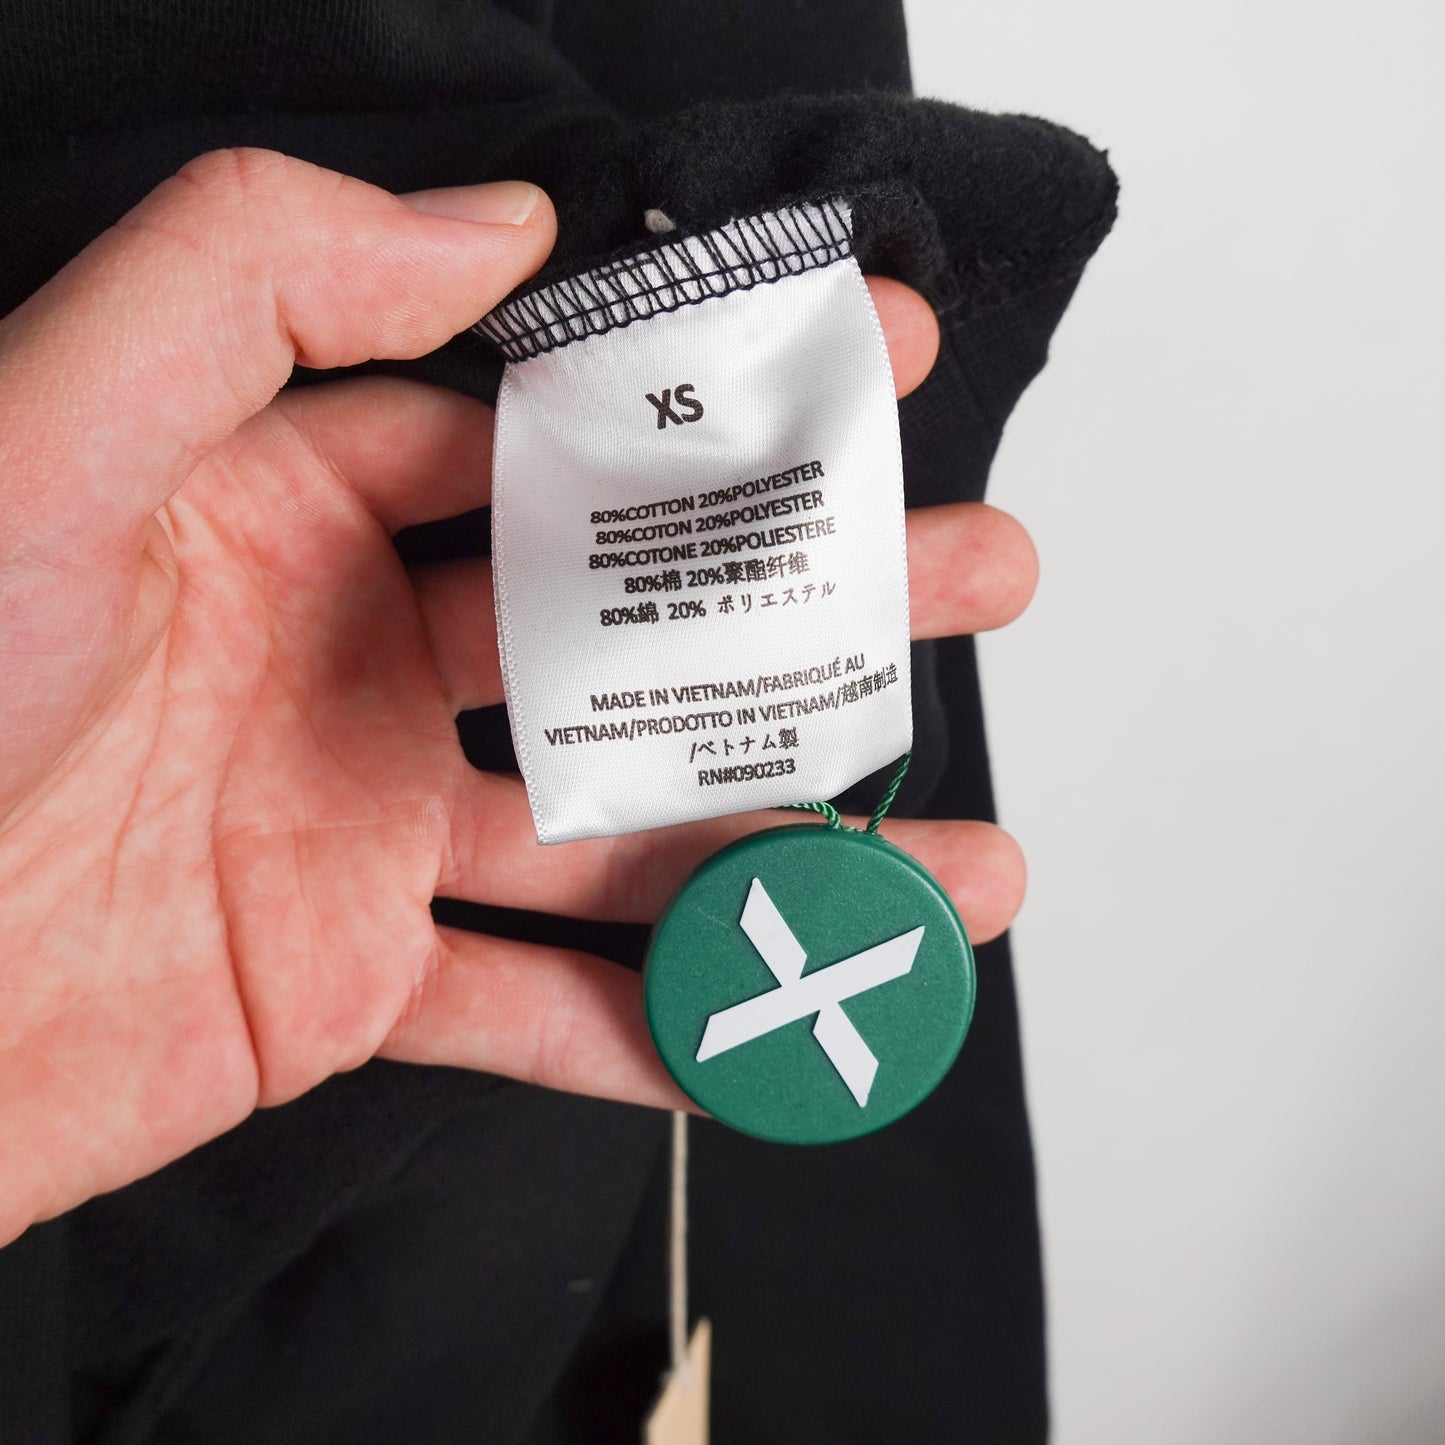 XS
80%COTTON 20%POLYESTER
80%COTON 20%POLYESTER
80%COTONE 20%POLIESTERE
80%棉 20%聚酯纤维
80%綿 20% ポリエステル
MADE IN VIETNAM/FABRIQUÉ AU
VIETNAM/PRODOTTO IN VIETNAM/越南制造
/ベトナム製
RN#090233